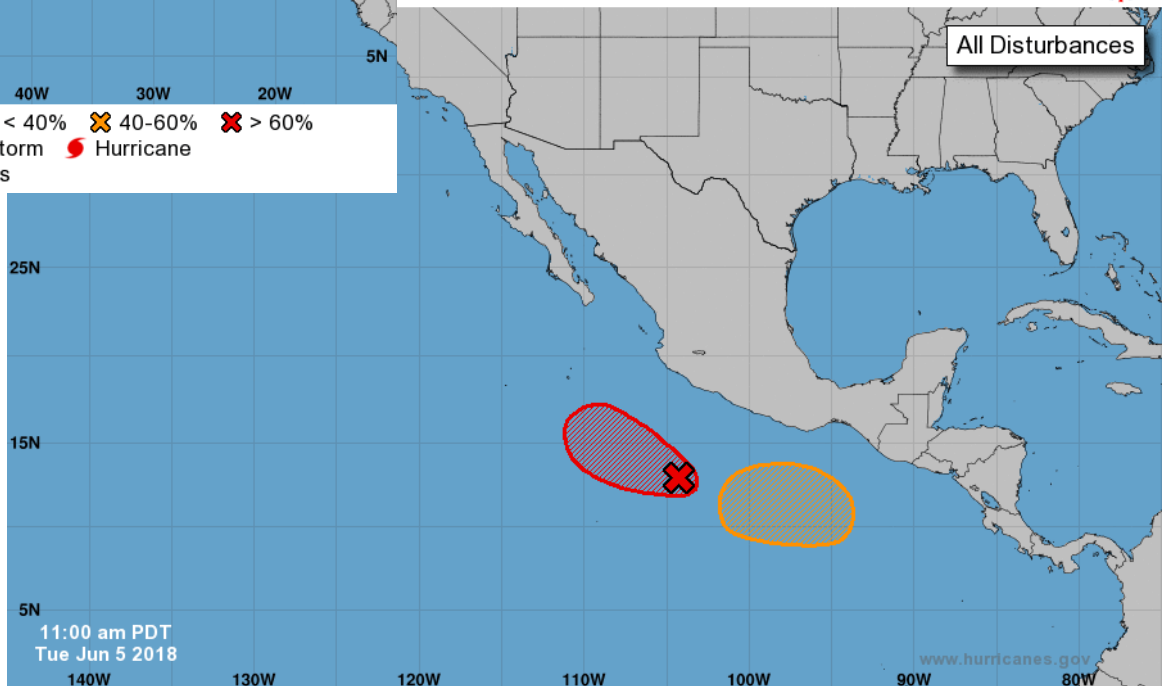 All Disturbances
5N
40W 30W 20W
< 40% 40-60% > 60%
torm Hurricane
s
25N
15N
5N
11:00 am PDT
Tue Jun 5 2018
www.hurricanes.gov
140W 130W 120W 110W 100W 90W 80W